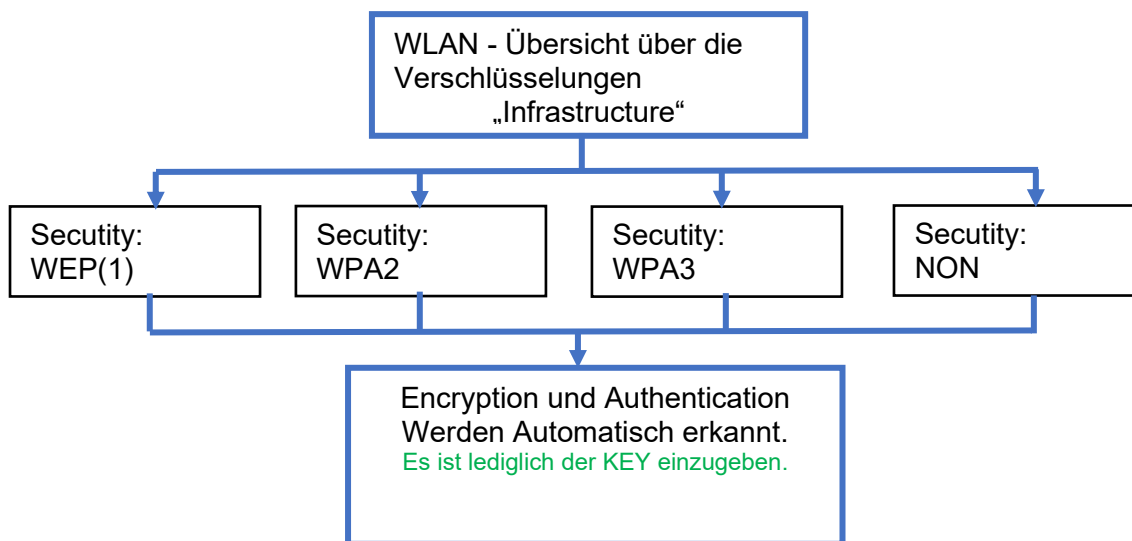 WLAN - Übersicht über die
Verschlüsselungen
„Infrastructure“
Secutity:
WEP(1)
Secutity:
WPA2
Secutity:
WPA3
Secutity:
NON
Encryption und Authentication
Werden Automatisch erkannt.
Es ist lediglich der KEY einzugeben.